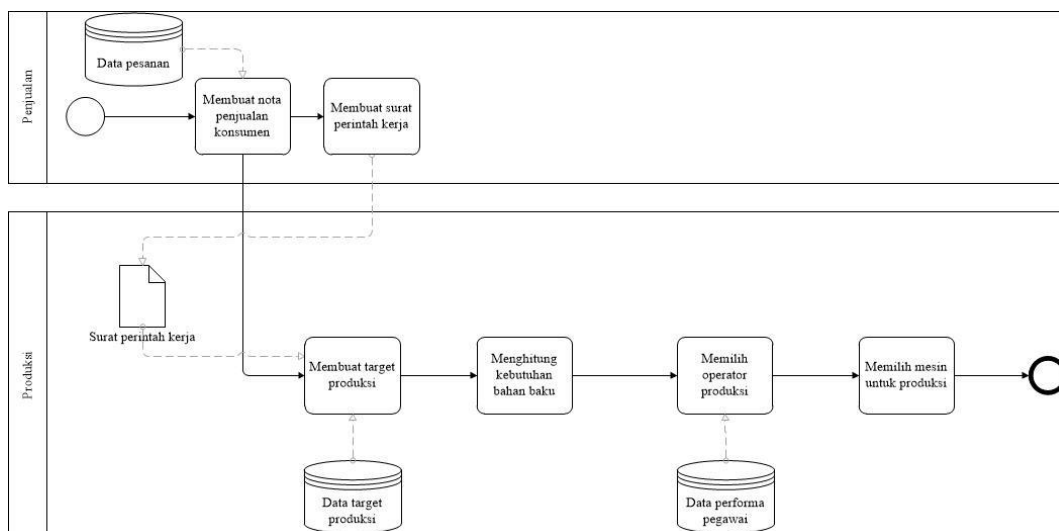 Penjualan
Data pesanan
Membuat nota
penjualan
konsumen
Membuat surat
perintah kerja
Produksi
Surat perintah kerja
Membuat target
produksi
Menghitung
kebutuhan
bahan baku
Memilih
operator
produksi
Memilih mesin
untuk produksi
Data target
produksi
Data performa
pegawai